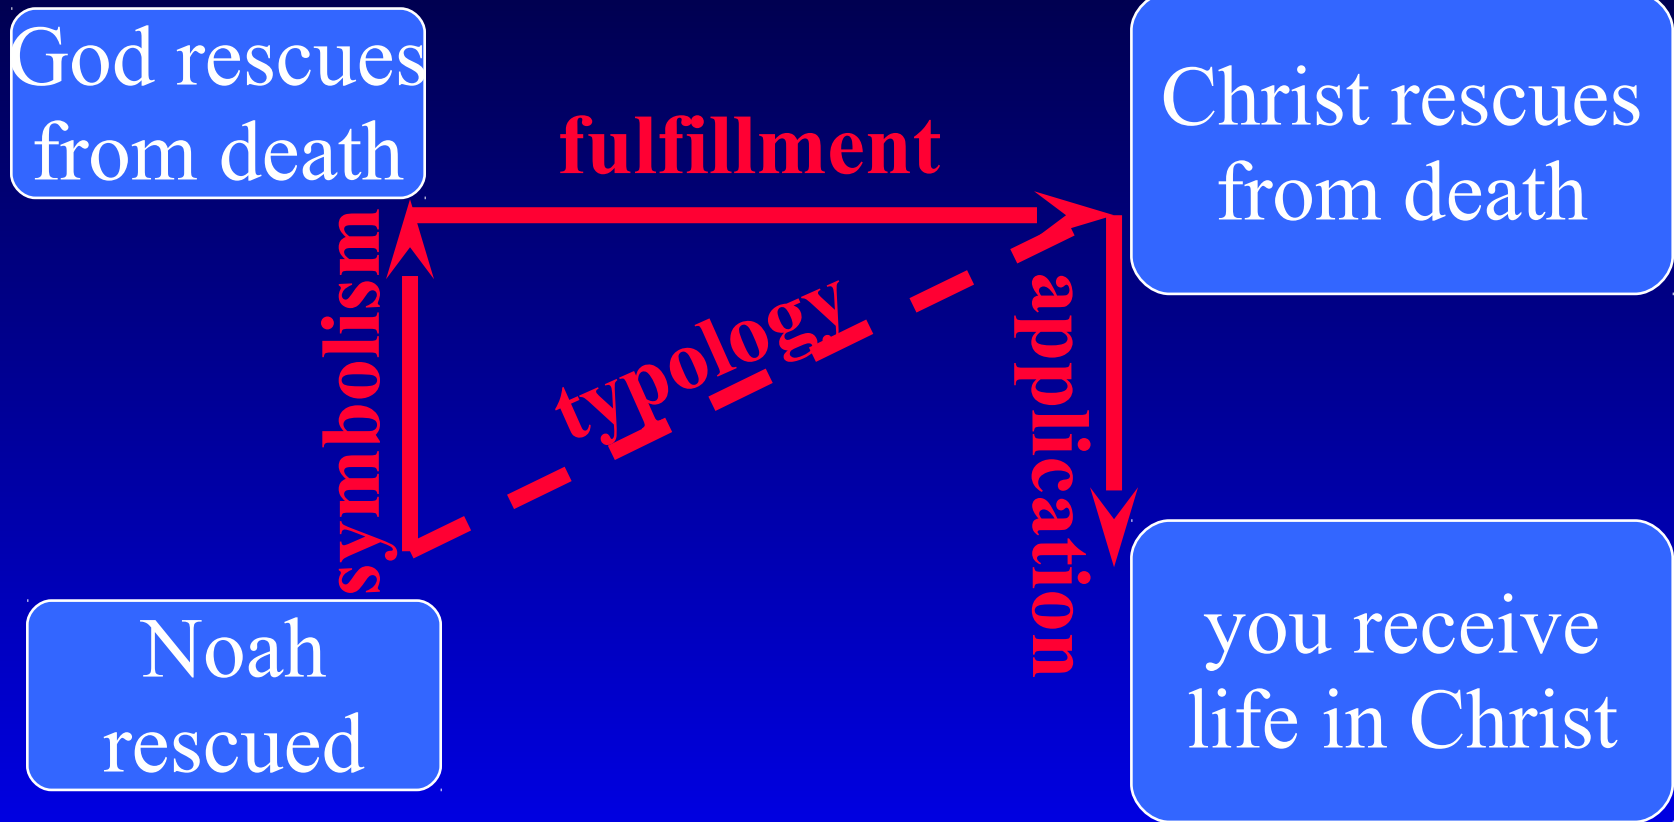 God rescues
from death
fulfillment
Christ rescues
from death
symbolism
typology
application
Noah
rescued
you receive
life in Christ